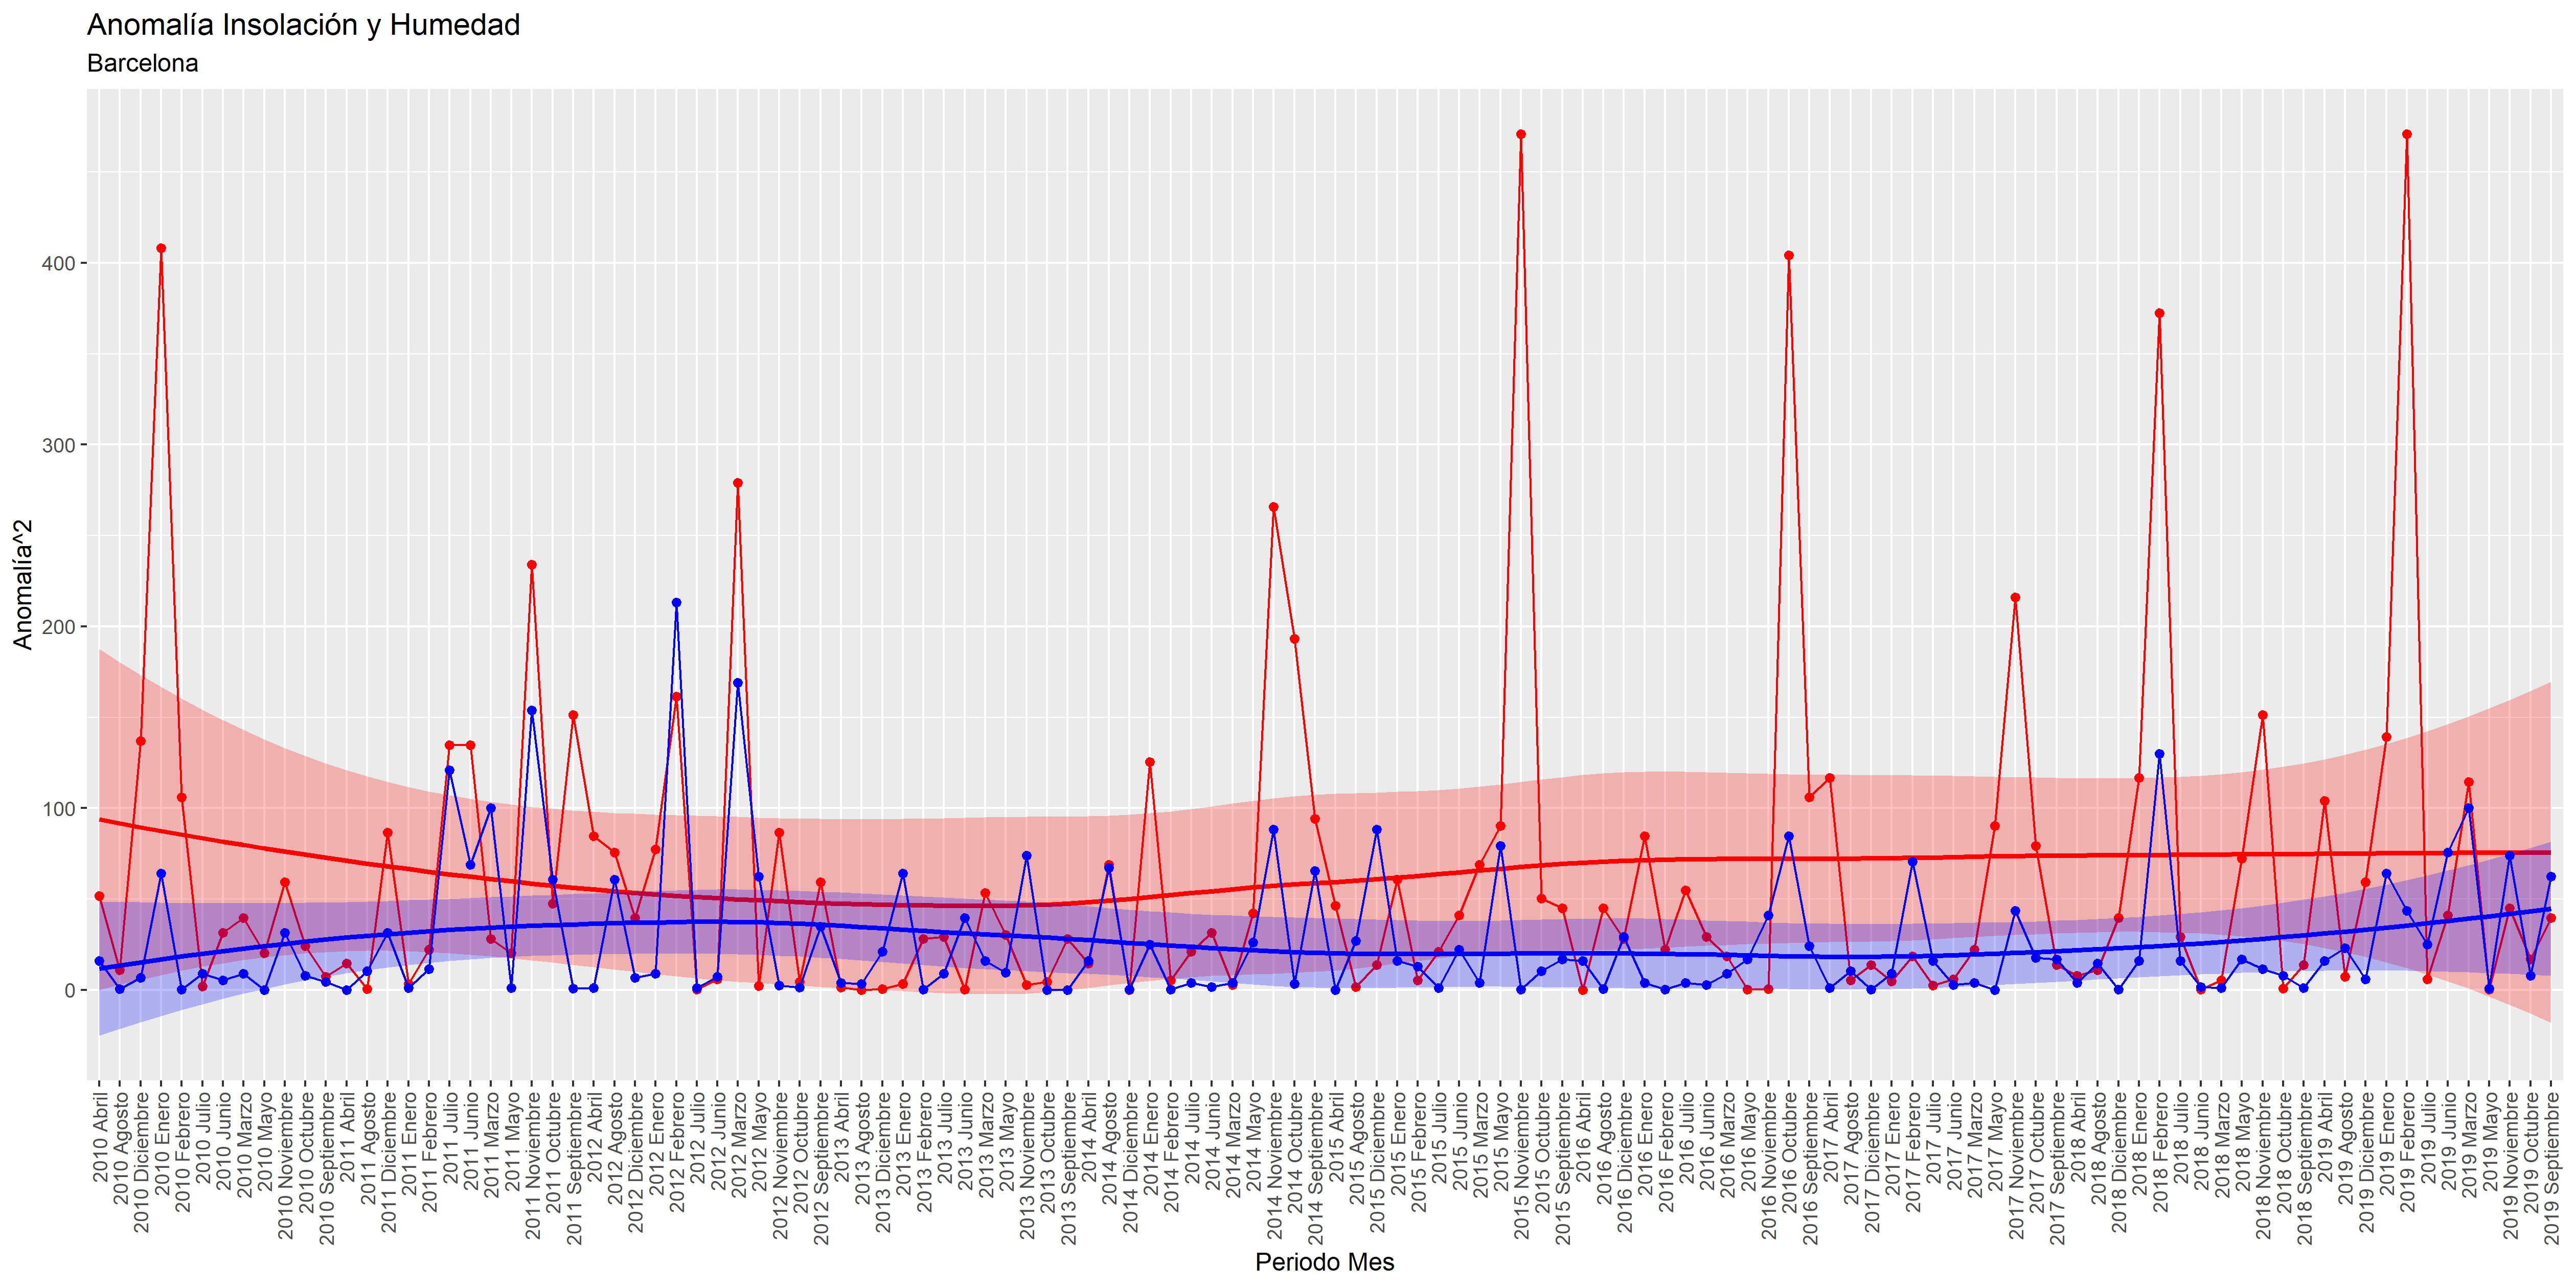 Anomalía Insolación y Humedad
Barcelona
Anomalía^2
400
300
200
100
0
2010 Abril
2010 Agosto
2010 Diciembre
2010 Enero
2010 Febrero
2010 Julio
2010 Junio
2010 Marzo
2010 Mayo
2010 Noviembre
2010 Octubre
2010 Septiembre
2011 Abril
2011 Agosto
2011 Diciembre
2011 Enero
2011 Febrero
2011 Julio
2011 Junio
2011 Marzo
2011 Mayo
2011 Noviembre
2011 Octubre
2011 Septiembre
2012 Abril
2012 Agosto
2012 Diciembre
2012 Enero
2012 Febrero
2012 Julio
2012 Junio
2012 Marzo
2012 Mayo
2012 Noviembre
2012 Octubre
2012 Septiembre
2013 Abril
2013 Agosto
2013 Diciembre
2013 Enero
2013 Febrero
2013 Julio
2013 Junio
2013 Marzo
2013 Mayo
2013 Noviembre
2013 Octubre
2013 Septiembre
2014 Abril
2014 Agosto
2014 Diciembre
2014 Enero
2014 Febrero
2014 Julio
2014 Junio
2014 Marzo
2014 Mayo
2014 Noviembre
2014 Octubre
2014 Septiembre
2015 Abril
2015 Agosto
2015 Diciembre
2015 Enero
2015 Febrero
2015 Julio
2015 Junio
2015 Marzo
2015 Mayo
2015 Noviembre
2015 Octubre
2015 Septiembre
2016 Abril
2016 Agosto
2016 Diciembre
2016 Enero
2016 Febrero
2016 Julio
2016 Junio
2016 Marzo
2016 Mayo
2016 Noviembre
2016 Octubre
2016 Septiembre
2017 Abril
2017 Agosto
2017 Diciembre
2017 Enero
2017 Febrero
2017 Julio
2017 Junio
2017 Marzo
2017 Mayo
2017 Noviembre
2017 Octubre
2017 Septiembre
2018 Abril
2018 Agosto
2018 Diciembre
2018 Enero
2018 Febrero
2018 Julio
2018 Junio
2018 Marzo
2018 Mayo
2018 Noviembre
2018 Octubre
2018 Septiembre
2019 Abril
2019 Agosto
2019 Diciembre
2019 Enero
2019 Febrero
2019 Julio
2019 Junio
2019 Marzo
2019 Mayo
2019 Noviembre
2019 Octubre
2019 Septiembre
Periodo Mes